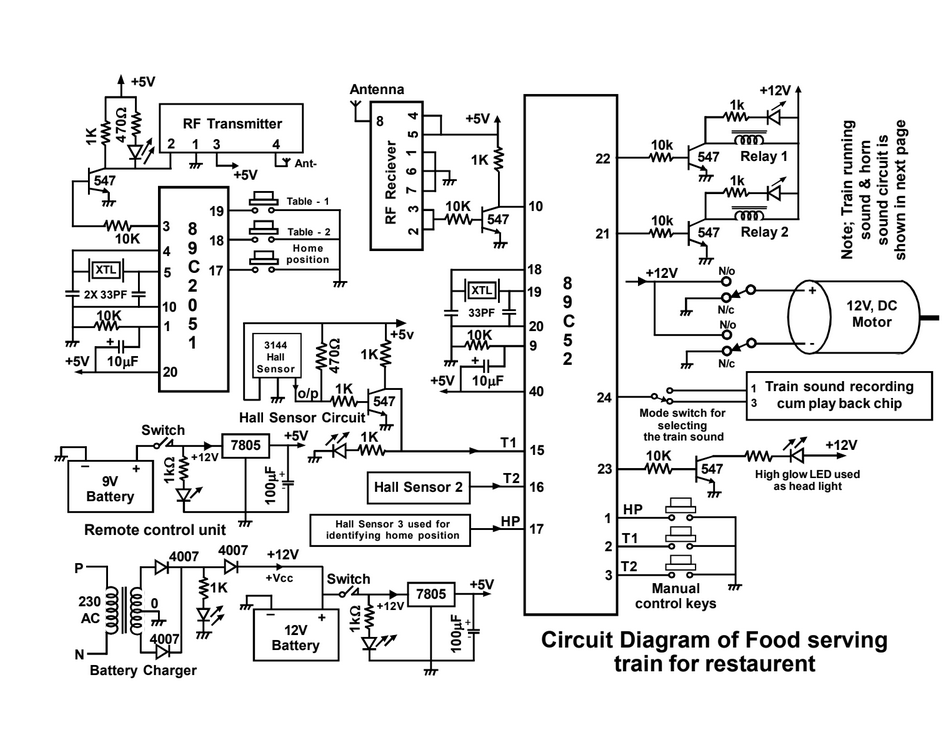 +5V
1K
470Ω
RF Transmitter
2 1 3 4
+5V
Ant-
547
10K
3
4
5
10
1
20
89C2051
19
18
17
Table - 1
Table - 2
Home
position
XTL
2X 33PF
10K
+
10µF
+5V
Antenna
8
RF Reciever
4
5
1
6
7
3
2
+5V
1K
10K
547
10
18
19
20
9
40
XTL
33PF
10K
+
10µF
+5V
89C52
3144
Hall
Sensor
470Ω
1K
+5v
o/p
1K
547
Hall Sensor Circuit
1K
T1
15
Hall Sensor 2
T2
16
Hall Sensor 3 used for
identifying home position
HP
17
Switch
7805
+5V
+12V
–
+
9V
Battery
1kΩ
100µF
+
-
Remote control unit
P
230
AC
N
4007
4007
4007
0
1K
+12V
+Vcc
Battery Charger
–
+
12V
Battery
Switch
+12V
1kΩ
7805
+5V
100µF
+
22
10k
547
1k
Relay 1
+12V
21
10k
547
1k
Relay 2
Note; Train running
sound & horn
sound circuit is
shown in next page
+12V
N/o
N/c
N/o
N/c
+
-
12V, DC
Motor
24
Mode switch for
selecting
the train sound
1
3
Train sound recording
cum play back chip
23
10K
547
+12V
High glow LED used
as head light
1
HP
2
T1
3
T2
Manual
control keys
Circuit Diagram of Food serving
train for restaurent